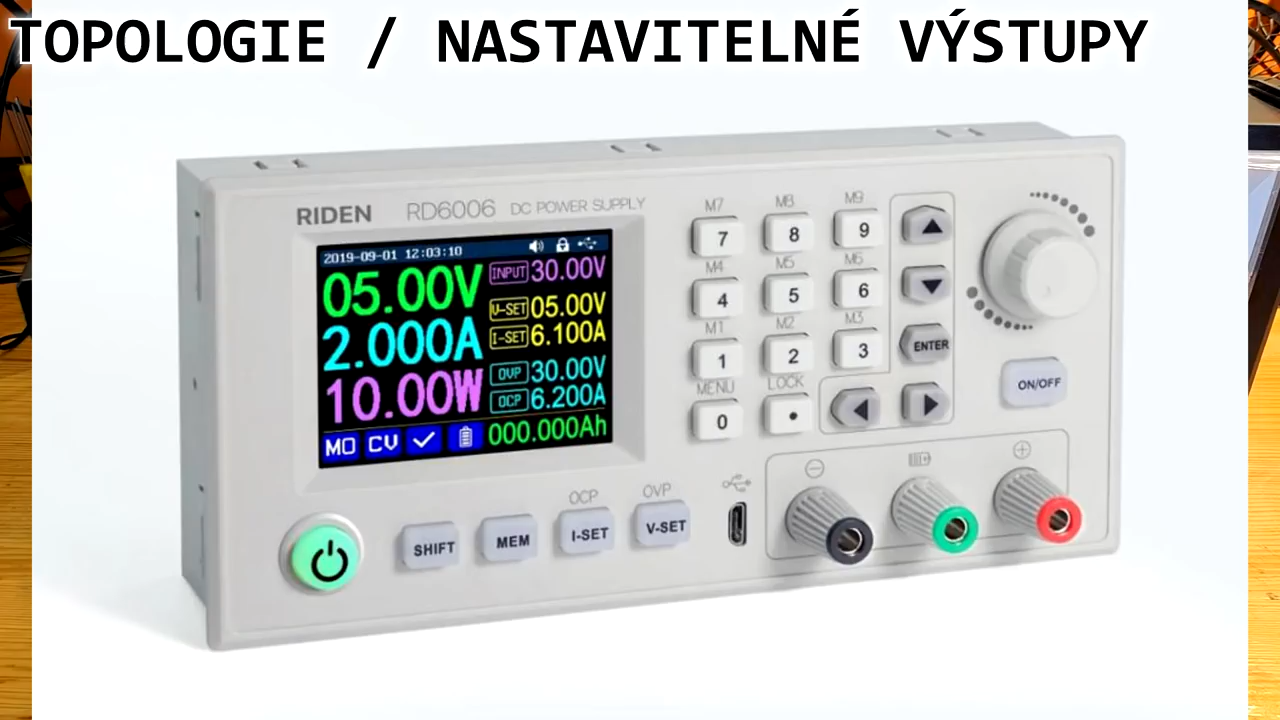 TOPOLOGIE / NASTAVITELNÉ VÝSTUPY
RIDEN RD6006 DC POWER SUPPLY
2019-09-01 12:03:10
05.00V
2.000A
10.00W
INPUT 30.00V
V-SET 05.00V
I-SET 6.100A
OVP 30.00V
OCP 6.200A
M0 CV 000.000Ah
M7 M8 M9
7 8 9
M4 M5 M6
4 5 6
M1 M2 M3
1 2 3
ENTER
MENU LOCK
0 •
ON/OFF
OCP OVP
SHIFT MEM I-SET V-SET